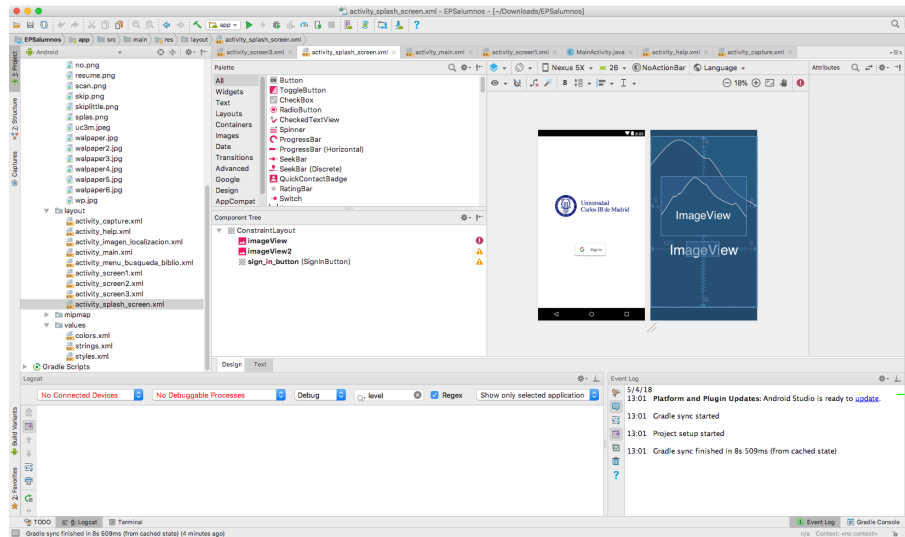 activity_splash_screen.xml - EPSalumnos - [~/Downloads/EPSalumnos]
app
EPSalumnos app src main res layout activity_splash_screen.xml
Android
activity_screen3.xml activity_splash_screen.xml activity_main.xml activity_screen1.xml MainActivity.java activity_help.xml activity_capture.xml
1: Project
Structure
Captures
Build Variants
2: Favorites
no.png
resume.png
scan.png
skip.png
skiplittle.png
splas.png
uc3m.jpeg
walpaper.jpg
walpaper2.jpg
walpaper3.jpg
walpaper4.jpg
walpaper5.jpg
walpaper6.jpg
wp.jpg
layout
activity_capture.xml
activity_help.xml
activity_imagen_localizacion.xml
activity_main.xml
activity_menu_busqueda_biblio.xml
activity_screen1.xml
activity_screen2.xml
activity_screen3.xml
activity_splash_screen.xml
mipmap
values
colors.xml
strings.xml
styles.xml
Gradle Scripts
Palette
All
Widgets
Text
Layouts
Containers
Images
Date
Transitions
Advanced
Google
Design
AppCompat
OK Button
ToggleButton
CheckBox
RadioButton
CheckedTextView
Spinner
ProgressBar
ProgressBar (Horizontal)
SeekBar
SeekBar (Discrete)
QuickContactBadge
RatingBar
Switch
Component Tree
ConstraintLayout
imageView
imageView2
sign_in_button (SignInButton)
Design Text
Nexus 5X 26 NoActionBar Language
Attributes
8
18%
8:00
Universidad
Carlos III de Madrid
Sign in
ImageView
ImageView
Logcat
No Connected Devices No Debuggable Processes Debug level Regex Show only selected application
Event Log
5/4/18
13:01 Platform and Plugin Updates: Android Studio is ready to update.
13:01 Gradle sync started
13:01 Project setup started
13:01 Gradle sync finished in 8s 509ms (from cached state)
TODO 6: Logcat Terminal
1 Event Log Gradle Console
Gradle sync finished in 8s 509ms (from cached state) (4 minutes ago)
n/a Context: <no context>